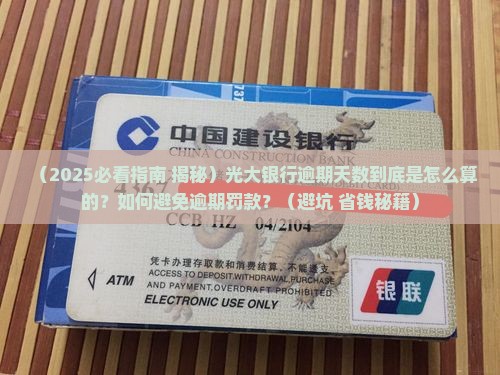 中国建设银行
CHINA CONSTRUCTION BANK
（2025必看指南 揭秘）光大银行逾期天数到底是怎么算
的？如何避免逾期罚款？（避坑 省钱秘籍）
4367
CCB HZ 04/2104
凭卡办理存取款和消费结算，不能透支
ACCESS TO DEPOSIT.WITHDRAWAL.PURCHASE
AND PAYMENT.OVERDRAFT PROHIBITED.
ATM
ELECTRONIC USE ONLY
银联